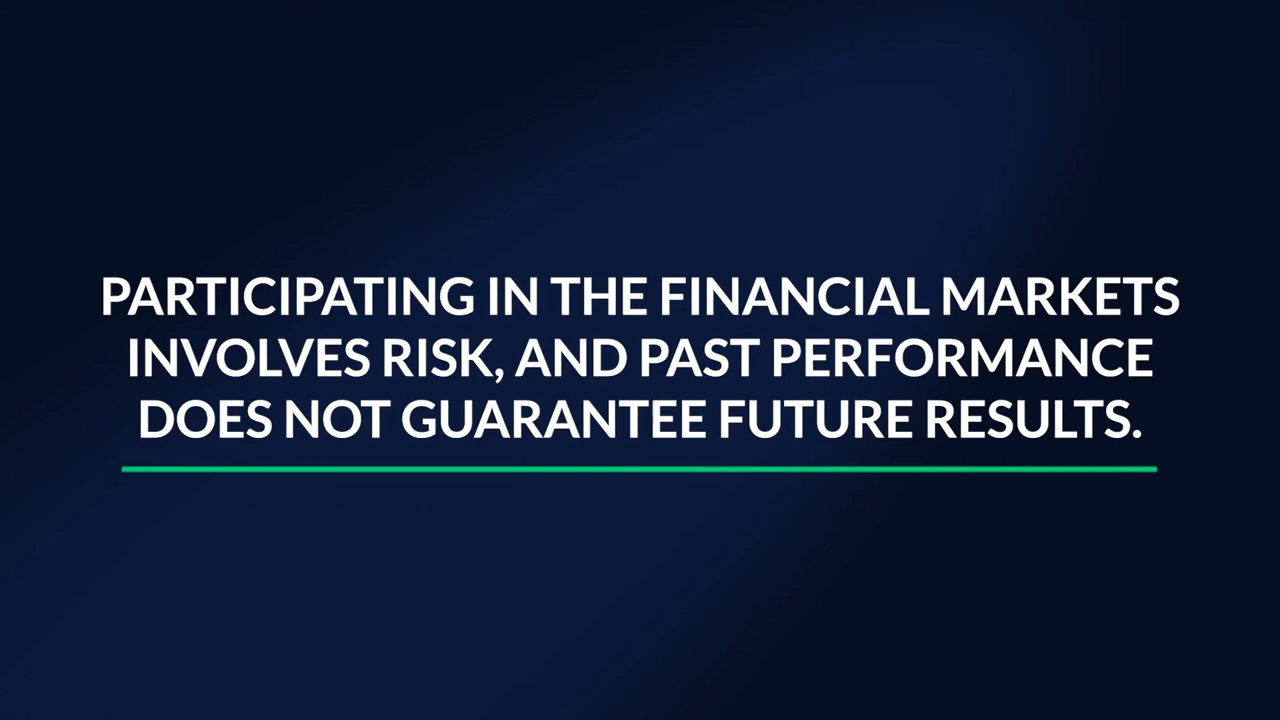 PARTICIPATING IN THE FINANCIAL MARKETS
INVOLVES RISK, AND PAST PERFORMANCE
DOES NOT GUARANTEE FUTURE RESULTS.